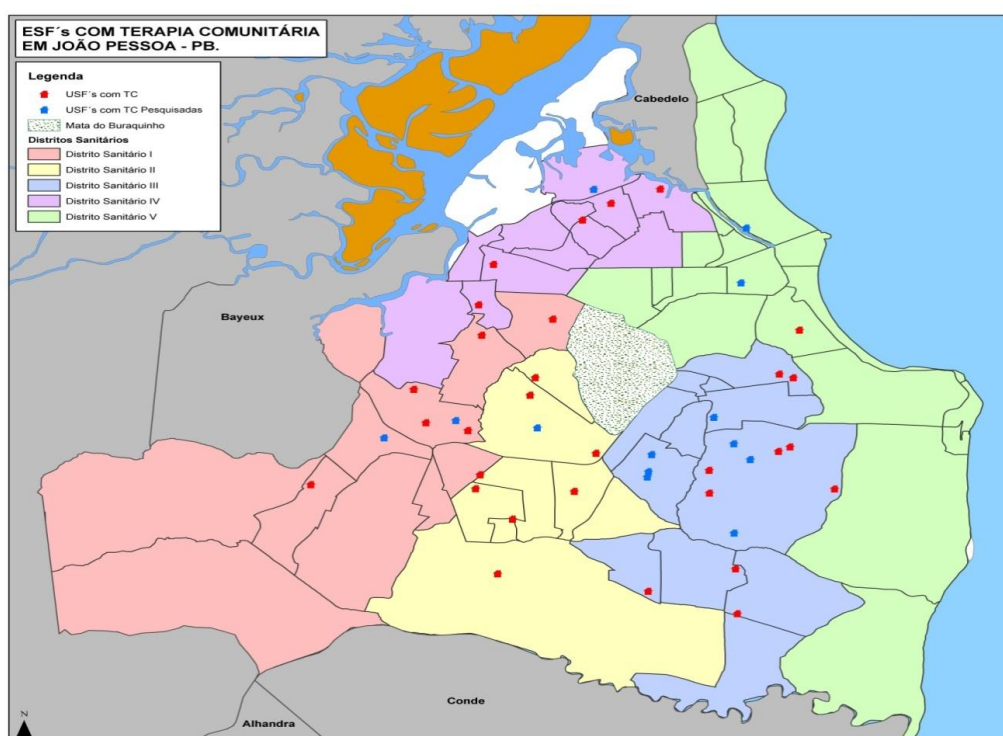 ESF´s COM TERAPIA COMUNITÁRIA
EM JOÃO PESSOA - PB.
Legenda
USF´s com TC
USF´s com TC Pesquisadas
Mata do Buraquinho
Distritos Sanitários
Distrito Sanitário I
Distrito Sanitário II
Distrito Sanitário III
Distrito Sanitário IV
Distrito Sanitário V
Cabedelo
Bayeux
Conde
Alhandra
N